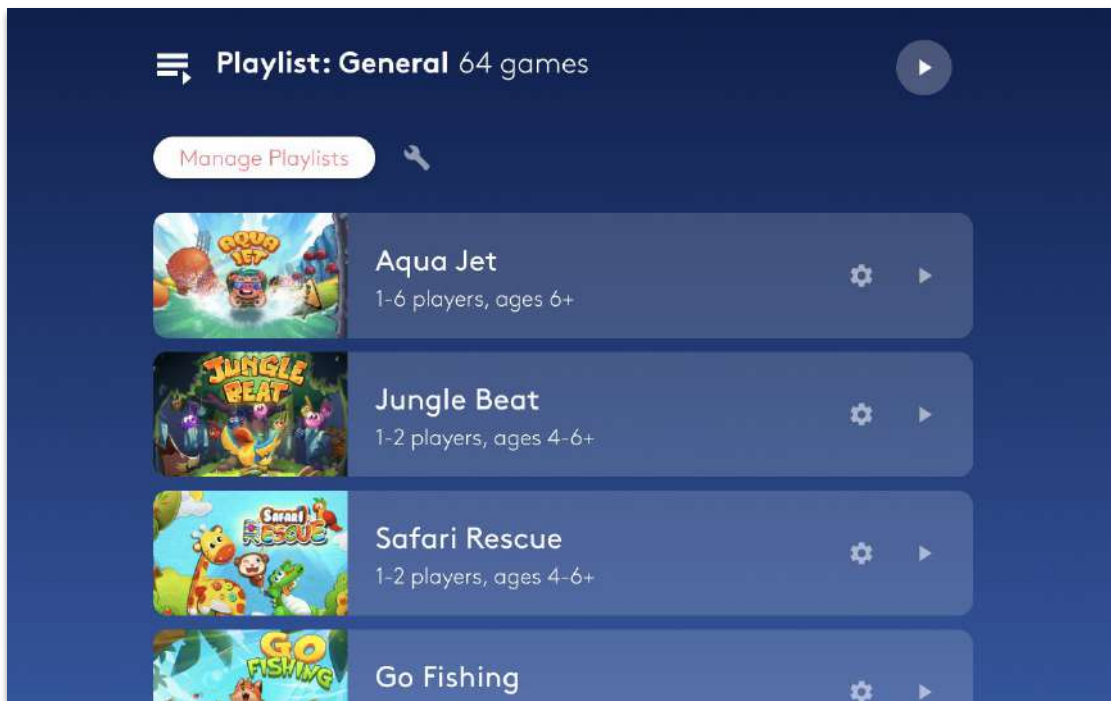 Playlist: General 64 games
Manage Playlists
AQUA
JET
Aqua Jet
1-6 players, ages 6+
JUNGLE
BEAT
Jungle Beat
1-2 players, ages 4-6+
SAFARI
RESCUE
Safari Rescue
1-2 players, ages 4-6+
GO
FISHING
Go Fishing